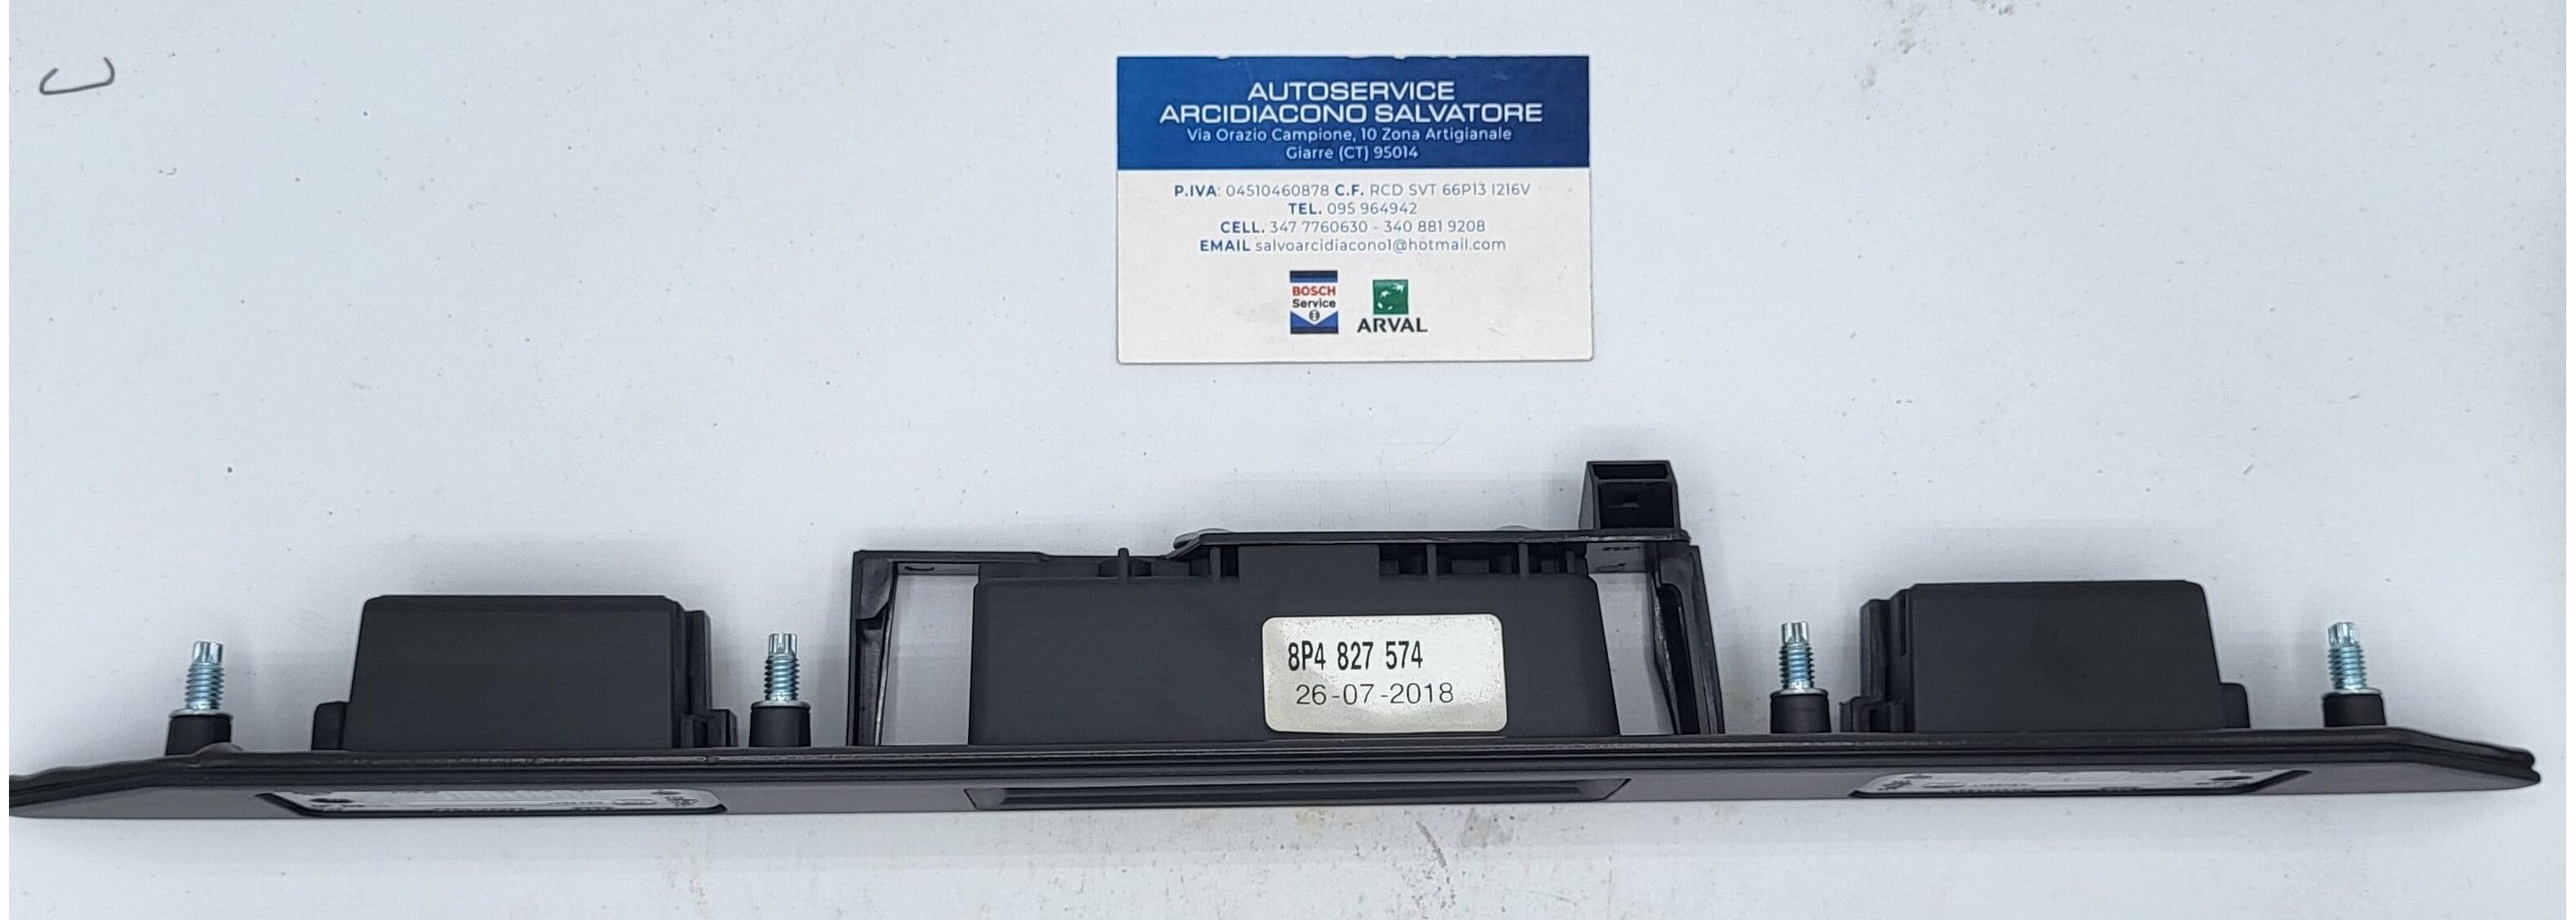 AUTOSERVICE
ARCIDIACONO SALVATORE
Via Orazio Campione, 10 Zona Artigianale
Giarre (CT) 95014
P.IVA: 04510460878 C.F. RCD SVT 66P13 I216V
TEL. 095 964942
CELL. 347 7760630 - 340 881 9208
EMAIL salvoarcidiacono1@hotmail.com
BOSCH
Service
ARVAL
8P4 827 574
26-07-2018